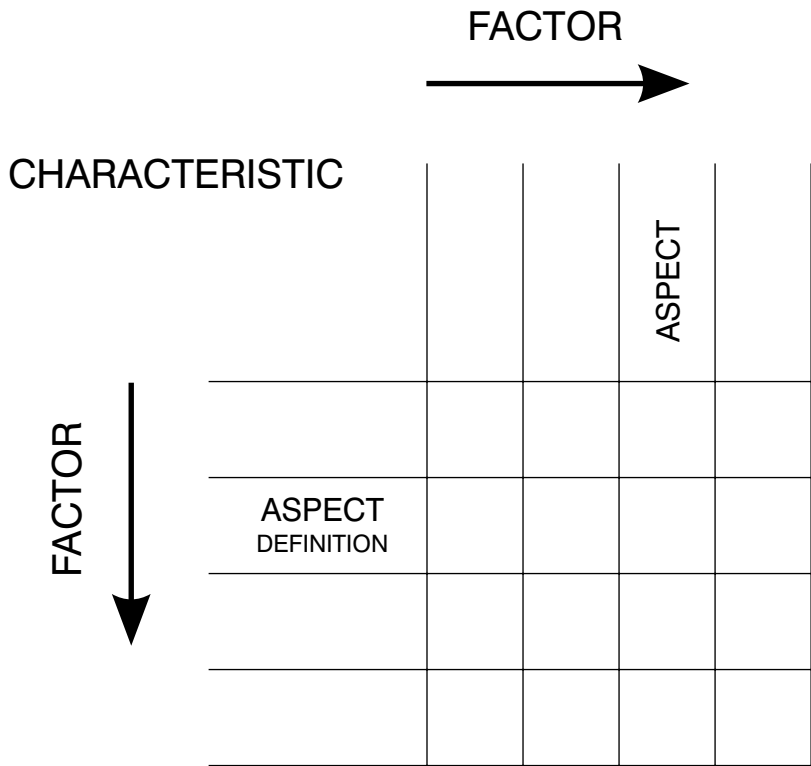 FACTOR
CHARACTERISTIC
ASPECT
FACTOR
ASPECT
DEFINITION